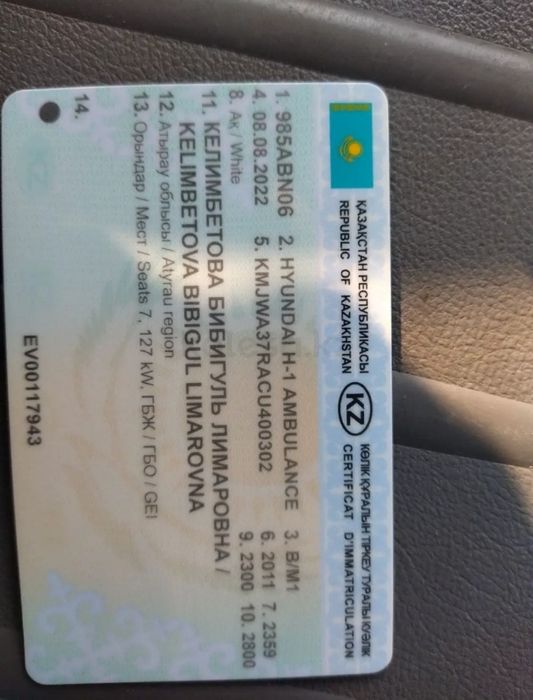 ҚАЗАҚСТАН РЕСПУБЛИКАСЫ
REPUBLIC OF KAZAKHSTAN
KZ
КӨЛІК ҚҰРАЛЫН ТІРКЕУ ТУРАЛЫ КУӘЛІК
CERTIFICAT D'IMMATRICULATION
1. 985ABN06 2. HYUNDAI H-1 AMBULANCE 3. B/M1
4. 08.08.2022 5. KMJWA37RACU400302 6. 2011 7. 2359
8. Ақ / White 9. 2300 10. 2800
11. КЕЛИМБЕТОВА БИБИГУЛЬ ЛИМАРОВНА /
KELIMBETOVA BIBIGUL LIMAROVNA
12. Атырау облысы / Atyrau region
13. Орындар / Мест / Seats 7, 127 kW, ГБЖ / ГБО / GEI
14.
EV00117943
KZ